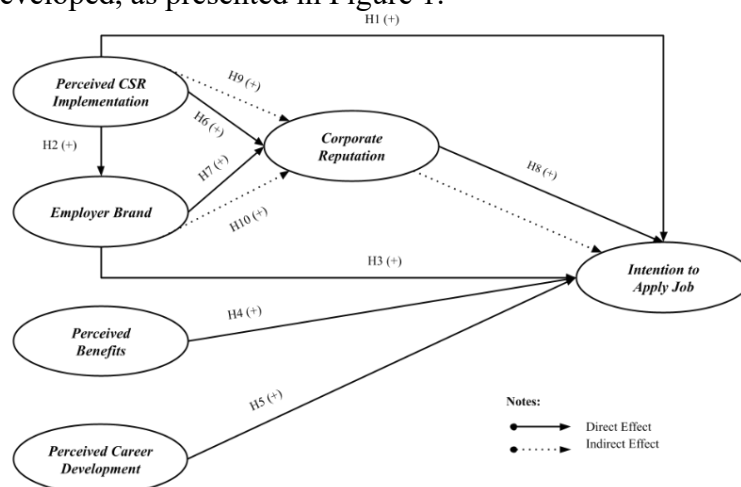 eveloped, as presented in Figure 1.
H1 (+)
Perceived CSR
Implementation
H9 (+)
H6 (+)
Corporate
Reputation
H2 (+)
H7 (+)
H8 (+)
Employer Brand
H10 (+)
H3 (+)
Intention to
Apply Job
H4 (+)
Perceived
Benefits
H5 (+)
Notes:
Direct Effect
Indirect Effect
Perceived Career
Development